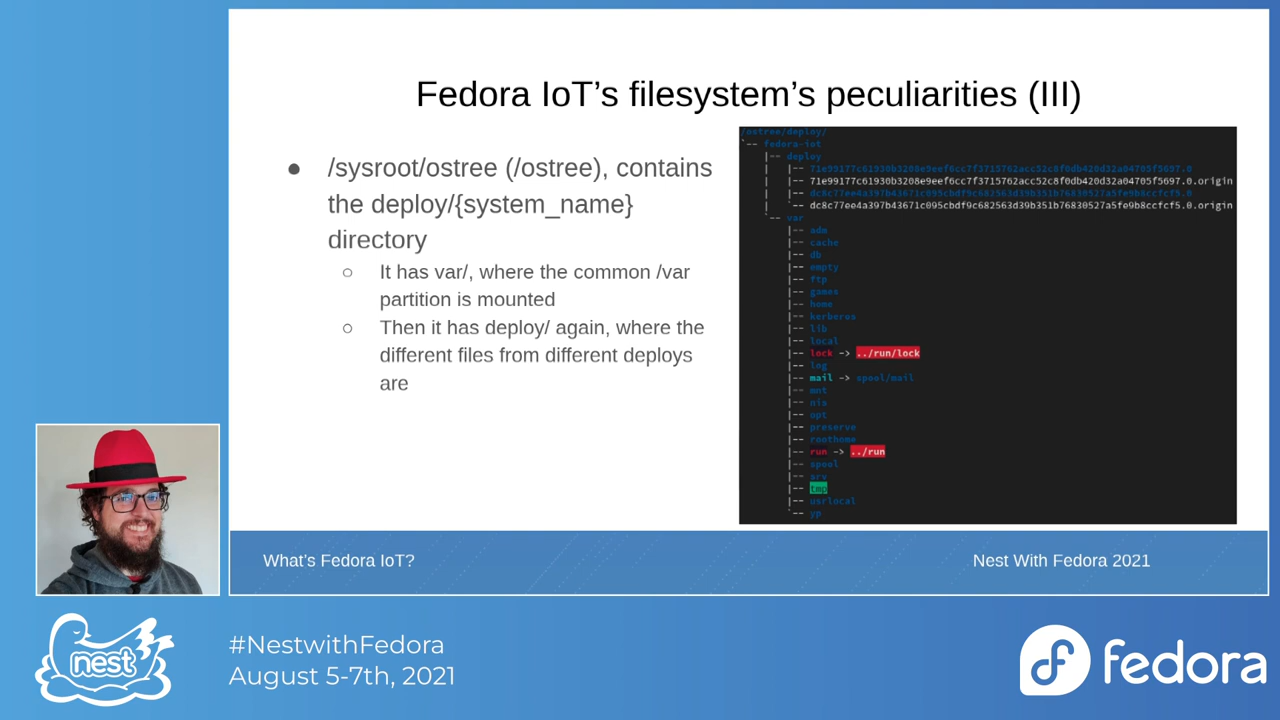 Fedora IoT’s filesystem’s peculiarities (III)
● /sysroot/ostree (/ostree), contains
the deploy/{system_name}
directory
○ It has var/, where the common /var
partition is mounted
○ Then it has deploy/ again, where the
different files from different deploys
are
/ostree/deploy/
`-- fedora-iot
|-- deploy
| |-- 71e99177c61930b3208e9eef6cc7f3715762acc52c8f0db420d32a04705f5697.0
| |-- 71e99177c61930b3208e9eef6cc7f3715762acc52c8f0db420d32a04705f5697.0.origin
| |-- dc8c77ee4a397b43671c095cbdf9c682563d39b351b76830527a5fe9b8ccfcf5.0
| `-- dc8c77ee4a397b43671c095cbdf9c682563d39b351b76830527a5fe9b8ccfcf5.0.origin
`-- var
|-- adm
|-- cache
|-- db
|-- empty
|-- ftp
|-- games
|-- home
|-- kerberos
|-- lib
|-- local
|-- lock -> ../run/lock
|-- log
|-- mail -> spool/mail
|-- mnt
|-- nis
|-- opt
|-- preserve
|-- roothome
|-- run -> ../run
|-- spool
|-- srv
|-- tmp
|-- usrlocal
`-- yp
What’s Fedora IoT?
Nest With Fedora 2021
nest
#NestwithFedora
August 5-7th, 2021
fedora